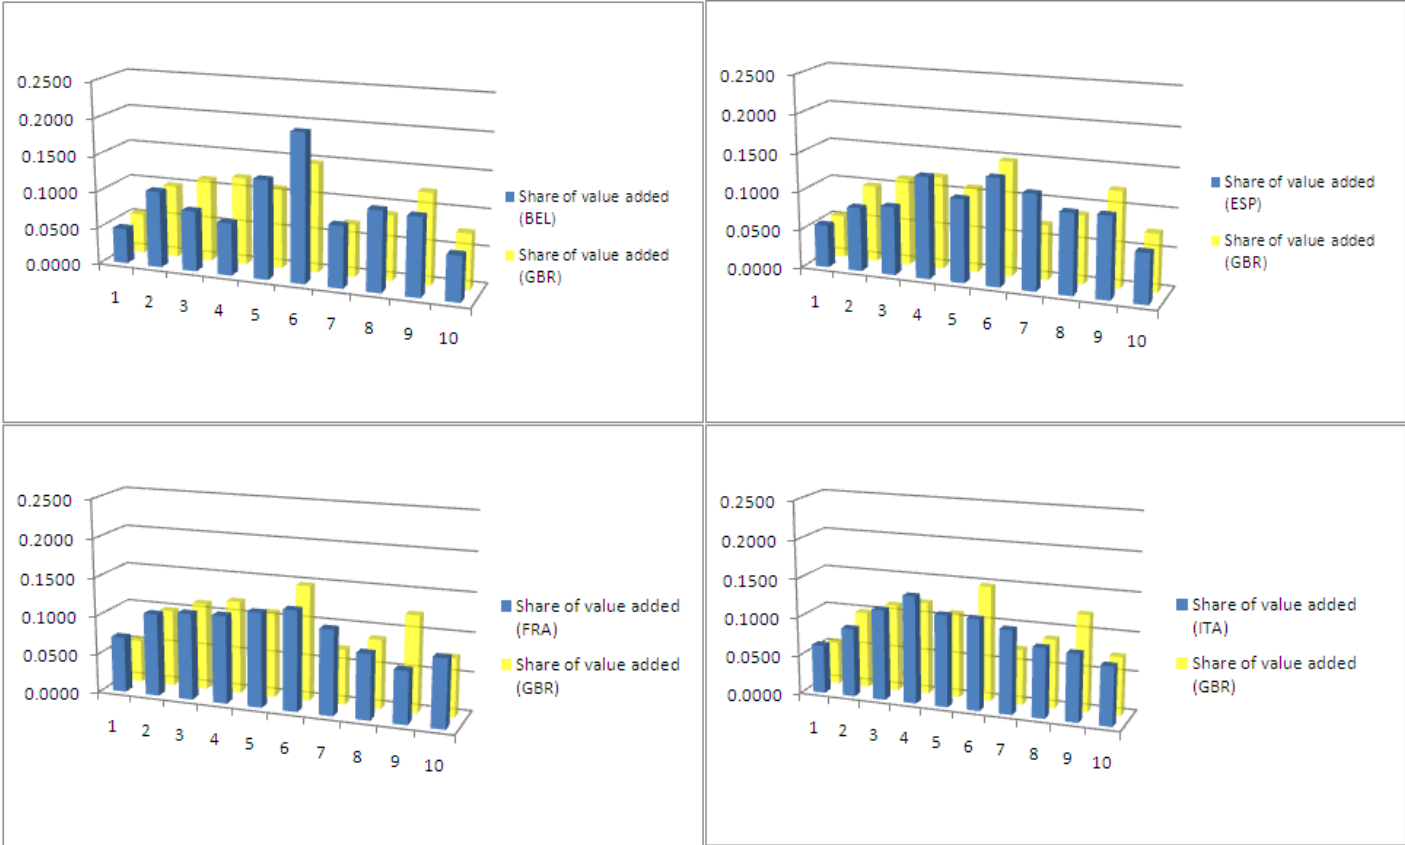 0.2500
0.2000
0.1500
0.1000
0.0500
0.0000
1 2 3 4 5 6 7 8 9 10
Share of value added
(BEL)
Share of value added
(GBR)
0.2500
0.2000
0.1500
0.1000
0.0500
0.0000
1 2 3 4 5 6 7 8 9 10
Share of value added
(ESP)
Share of value added
(GBR)
0.2500
0.2000
0.1500
0.1000
0.0500
0.0000
1 2 3 4 5 6 7 8 9 10
Share of value added
(FRA)
Share of value added
(GBR)
0.2500
0.2000
0.1500
0.1000
0.0500
0.0000
1 2 3 4 5 6 7 8 9 10
Share of value added
(ITA)
Share of value added
(GBR)